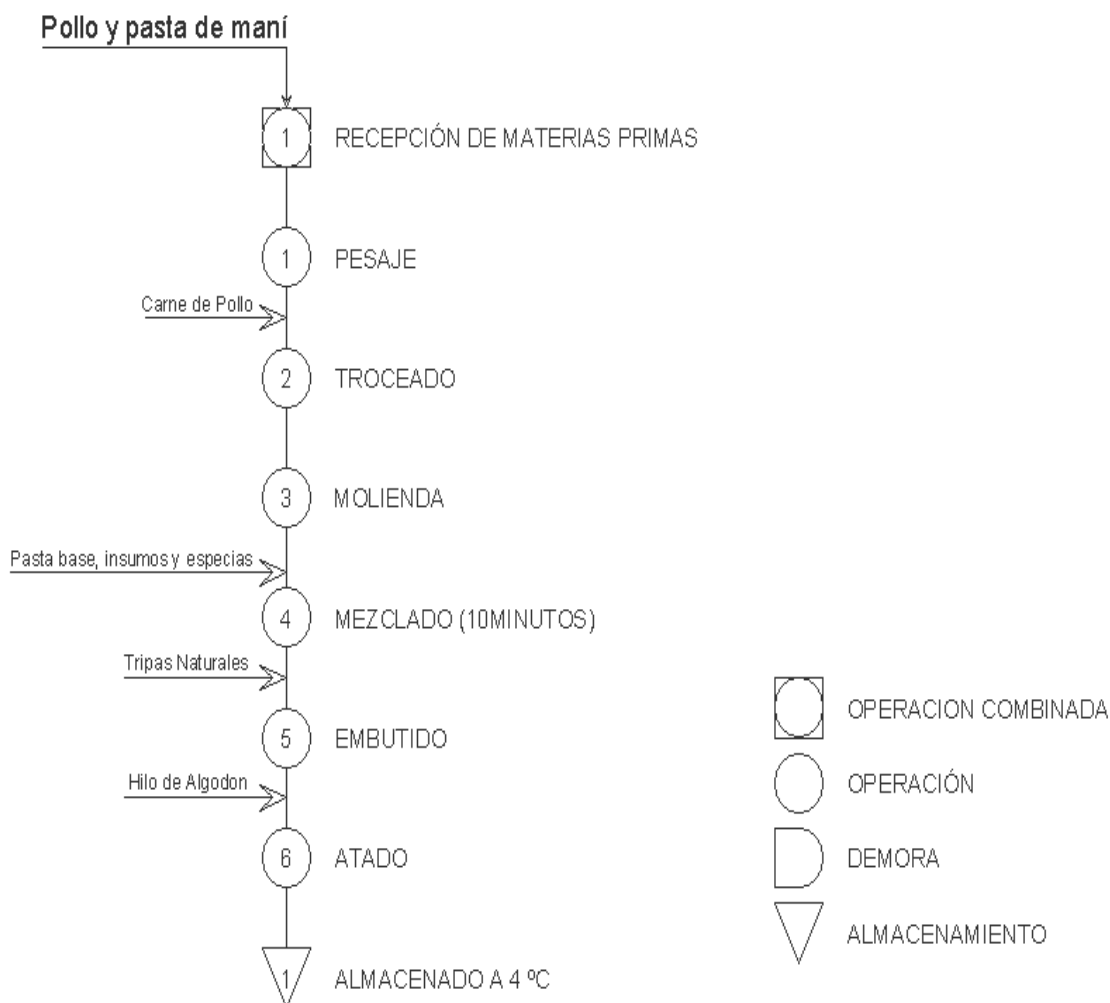 Pollo y pasta de maní
1 RECEPCIÓN DE MATERIAS PRIMAS
1 PESAJE
Carne de Pollo
2 TROCEADO
3 MOLIENDA
Pasta base, insumos y especias
4 MEZCLADO (10MINUTOS)
Tripas Naturales
5 EMBUTIDO
Hilo de Algodon
6 ATADO
1 ALMACENADO A 4 ºC
OPERACION COMBINADA
OPERACIÓN
DEMORA
ALMACENAMIENTO